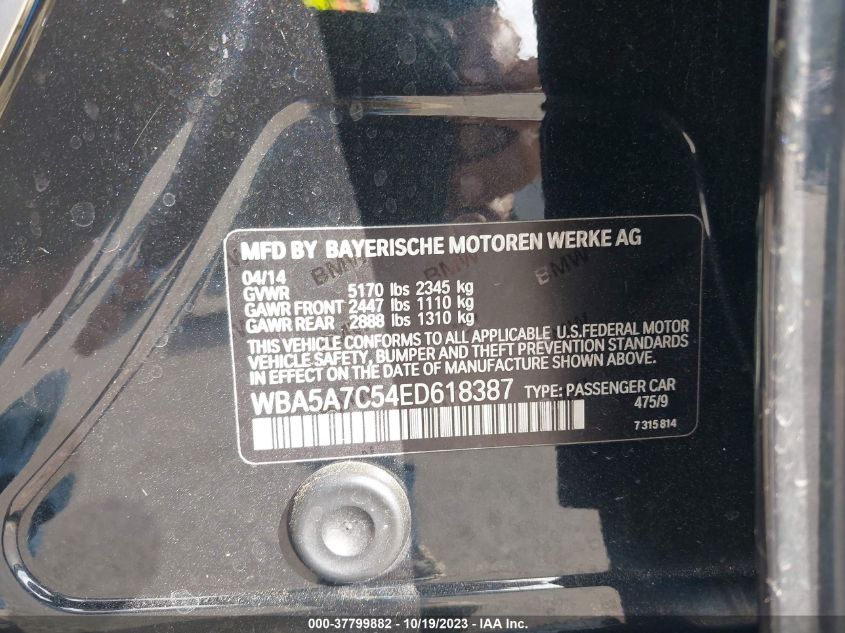 MFD BY BAYERISCHE MOTOREN WERKE AG
04/14
GVWR 5170 lbs 2345 kg
GAWR FRONT 2447 lbs 1110 kg
GAWR REAR 2888 lbs 1310 kg
THIS VEHICLE CONFORMS TO ALL APPLICABLE U.S.FEDERAL MOTOR
VEHICLE SAFETY, BUMPER AND THEFT PREVENTION STANDARDS
IN EFFECT ON THE DATE OF MANUFACTURE SHOWN ABOVE.
WBA5A7C54ED618387 TYPE: PASSENGER CAR
475/9
7 315 814
BMW BMW BMW
000-37799882 - 10/19/2023 - IAA Inc.